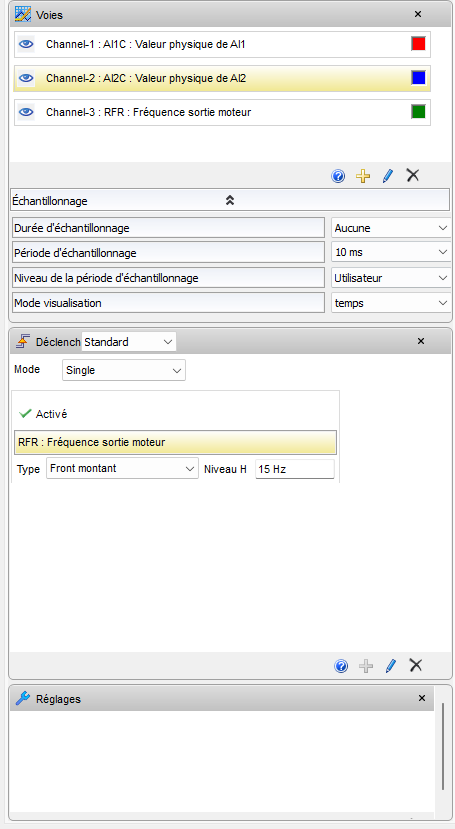 Voies
Channel-1 : AI1C : Valeur physique de AI1
Channel-2 : AI2C : Valeur physique de AI2
Channel-3 : RFR : Fréquence sortie moteur
Échantillonnage
Durée d'échantillonnage Aucune
Période d'échantillonnage 10 ms
Niveau de la période d'échantillonnage Utilisateur
Mode visualisation temps
Déclench Standard
Mode Single
Activé
RFR : Fréquence sortie moteur
Type Front montant Niveau H 15 Hz
Réglages